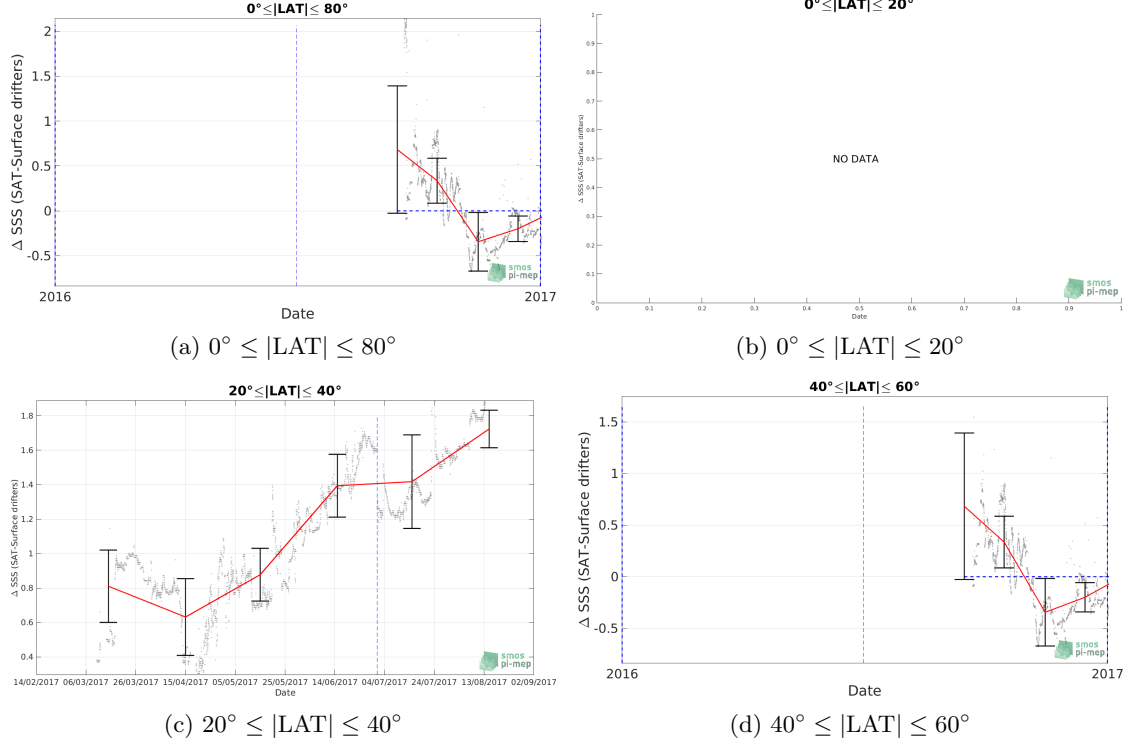 0°≤|LAT|≤ 80°
2
1.5
1
0.5
0
-0.5
Δ SSS (SAT-Surface drifters)
2016
2017
Date
smos
pi-mep
(a) 0° ≤ |LAT| ≤ 80°
0°≤|LAT|≤ 20°
1
0.9
0.8
0.7
0.6
0.5
0.4
0.3
0.2
0.1
0
Δ SSS (SAT-Surface drifters)
NO DATA
0 0.1 0.2 0.3 0.4 0.5 0.6 0.7 0.8 0.9 1
Date
smos
pi-mep
(b) 0° ≤ |LAT| ≤ 20°
20°≤|LAT|≤ 40°
1.8
1.6
1.4
1.2
1
0.8
0.6
0.4
Δ SSS (SAT-Surface drifters)
14/02/2017 06/03/2017 26/03/2017 15/04/2017 05/05/2017 25/05/2017 14/06/2017 04/07/2017 24/07/2017 13/08/2017 02/09/2017
Date
smos
pi-mep
(c) 20° ≤ |LAT| ≤ 40°
40°≤|LAT|≤ 60°
1.5
1
0.5
0
-0.5
Δ SSS (SAT-Surface drifters)
2016
2017
Date
smos
pi-mep
(d) 40° ≤ |LAT| ≤ 60°